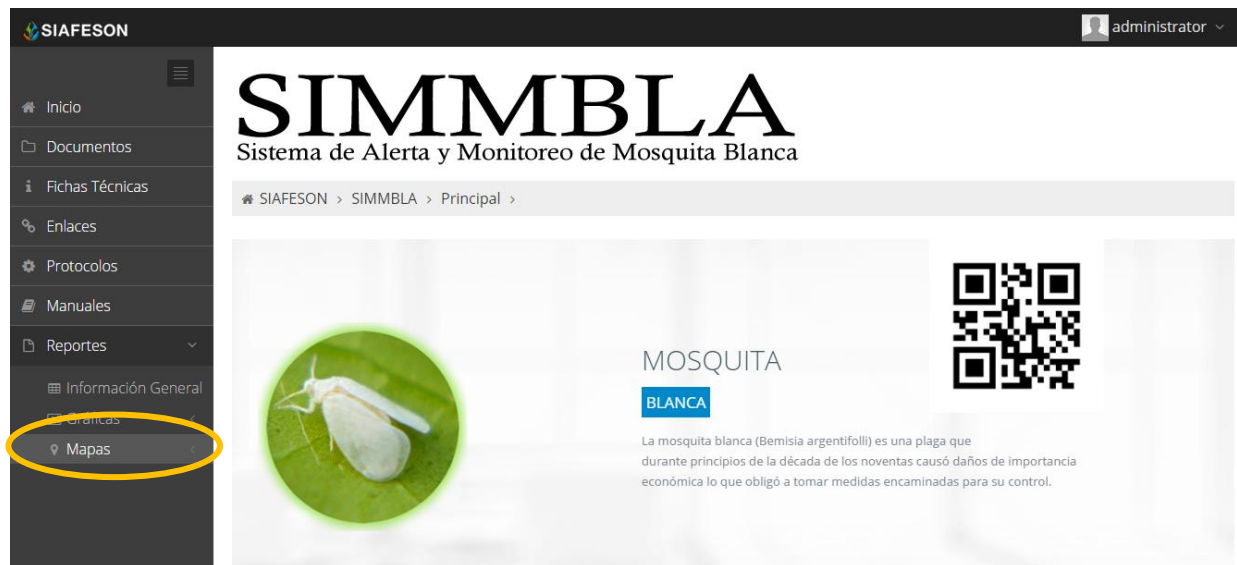 SIAFESON
administrator
Inicio
Documentos
Fichas Técnicas
Enlaces
Protocolos
Manuales
Reportes
Información General
Gráficas
Mapas
SIMMBLA
Sistema de Alerta y Monitoreo de Mosquita Blanca
SIAFESON > SIMMBLA > Principal >
MOSQUITA
BLANCA
La mosquita blanca (Bemisia argentifolli) es una plaga que
durante principios de la década de los noventas causó daños de importancia
económica lo que obligó a tomar medidas encaminadas para su control.